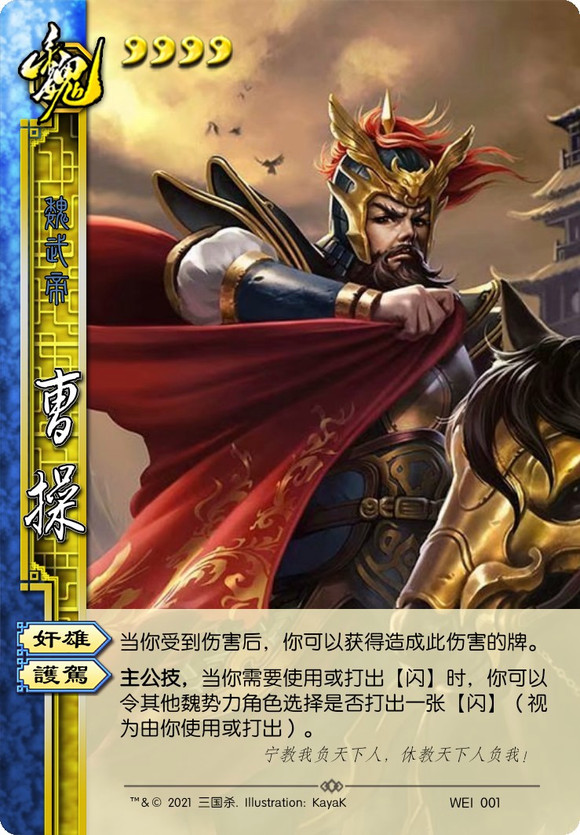 魏
魏武帝
曹操
奸雄
当你受到伤害后，你可以获得造成此伤害的牌。
護駕
主公技，当你需要使用或打出【闪】时，你可以
令其他魏势力角色选择是否打出一张【闪】（视
为由你使用或打出）。
宁教我负天下人，休教天下人负我！
™&© 2021 三国杀. Illustration: KayaK
WEI 001